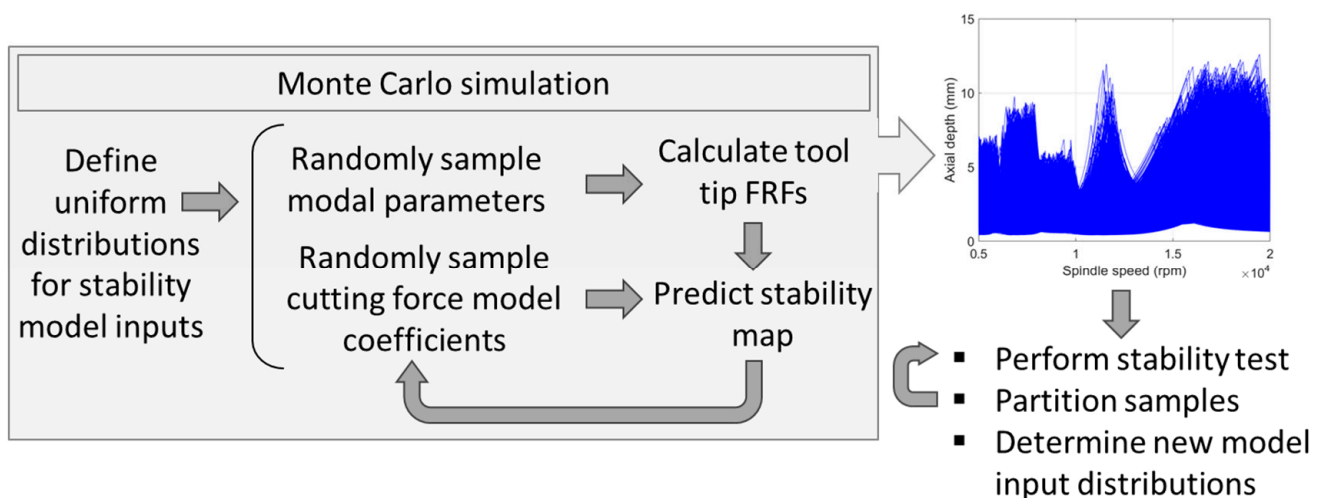 Monte Carlo simulation
Define
uniform
distributions
for stability
model inputs
Randomly sample
modal parameters
Randomly sample
cutting force model
coefficients
Calculate tool
tip FRFs
Predict stability
map
15
10
5
0
Axial depth (mm)
0.5 1 1.5 2
Spindle speed (rpm)
×10⁴
▪ Perform stability test
▪ Partition samples
▪ Determine new model
input distributions